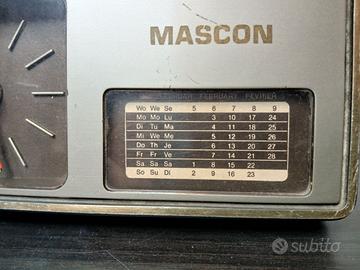 MASCON
FEBRUAR FEBRUARY FEVRIER
Wo We Se 5 6 7 8 9
Mo Mo Lu 3 10 17 24
Di Tu Ma 4 11 18 25
Mi We Me 5 12 19 26
Do Th Je 6 13 20 27
Fr Fr Ve 7 14 21 28
Sa Sa Sa 1 8 15 22
So Su Di 2 9 16 23
subito